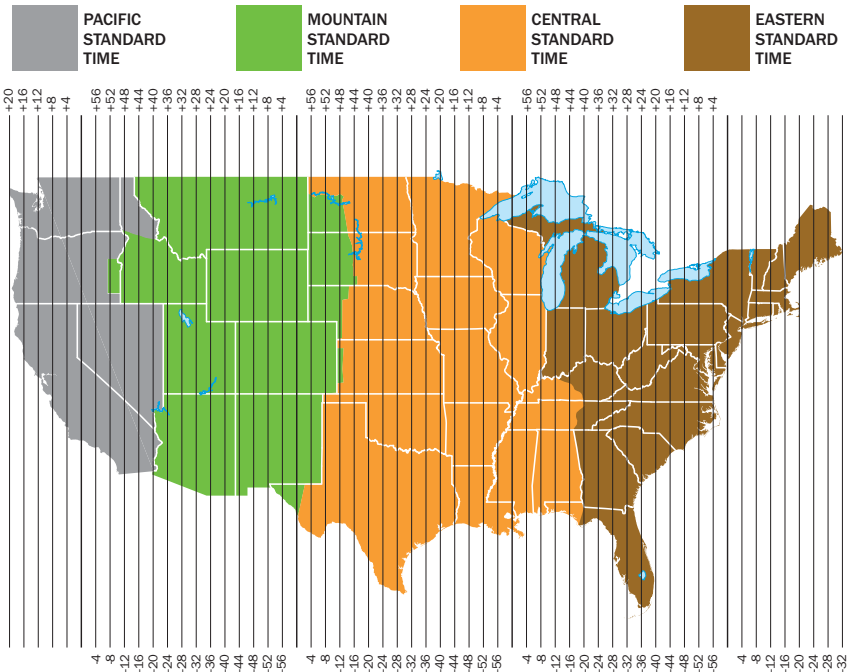 PACIFIC
STANDARD
TIME
MOUNTAIN
STANDARD
TIME
CENTRAL
STANDARD
TIME
EASTERN
STANDARD
TIME
+20 +16 +12 +8 +4 +56 +52 +48 +44 +40 +36 +32 +28 +24 +20 +16 +12 +8 +4 +56 +52 +48 +44 +40 +36 +32 +28 +24 +20 +16 +12 +8 +4 +56 +52 +48 +44 +40 +36 +32 +28 +24 +20 +16 +12 +8 +4
4 -8 -12 -16 -20 -24 -28 -32 -36 -40 -44 -48 -52 -56 4 -8 -12 -16 -20 -24 -28 -32 -36 -40 -44 -48 -52 -56 4 -8 -12 -16 -20 -24 -28 -32 -36 -40 -44 -48 -52 -56 4 -8 -12 -16 -20 -24 -28 -32